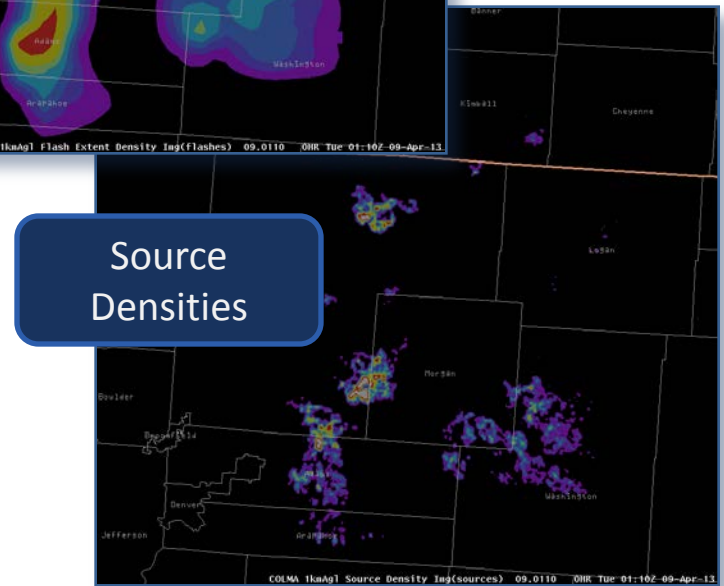 Adams
Washington
Arapahoe
1kmAgl Flash Extent Density Img(flashes) 09.0110 0HR Tue 01:10Z 09-Apr-13
Banner
Kimball
Cheyenne
Logan
Source
Densities
Morgan
Boulder
Broomfield
Adams
Washington
Denver
Jefferson
Arapahoe
COLMA 1kmAgl Source Density Img(sources) 09.0110 0HR Tue 01:10Z 09-Apr-13